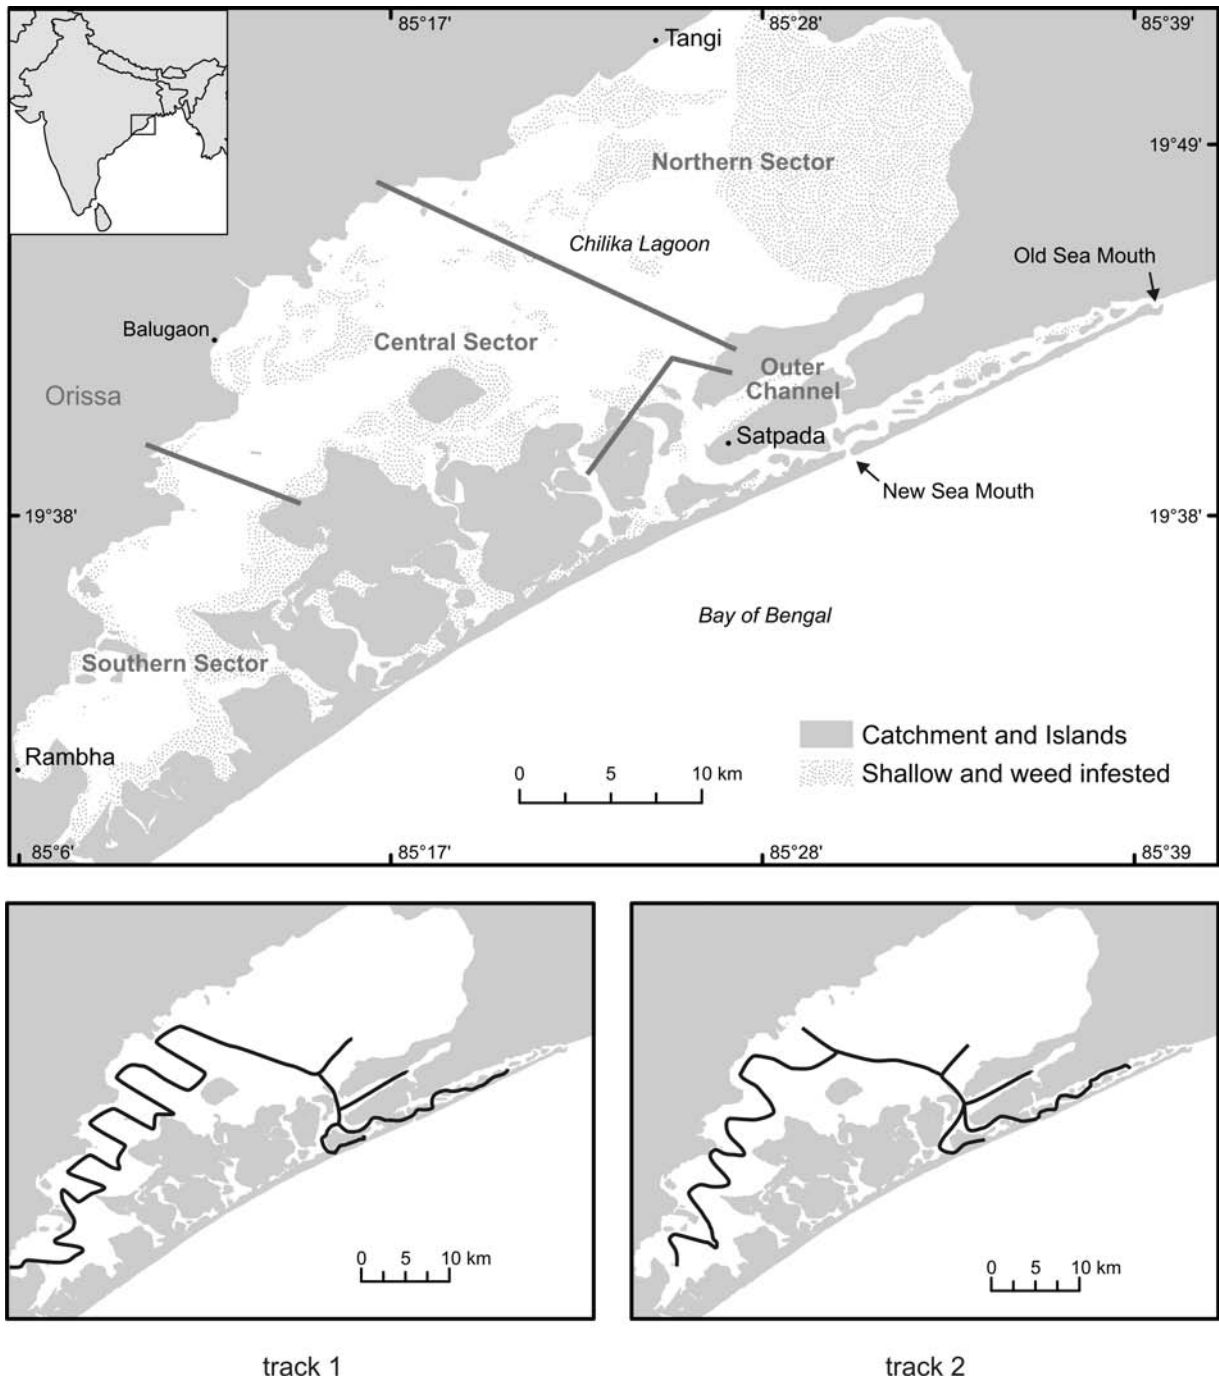 85°17'
85°28'
85°39'
Tangi
19°49'
Northern Sector
Chilika Lagoon
Old Sea Mouth
Balugaon
Central Sector
Outer
Channel
Orissa
Satpada
New Sea Mouth
19°38'
19°38'
Bay of Bengal
Southern Sector
Catchment and Islands
Rambha
0 5 10 km
Shallow and weed infested
85°6'
85°17'
85°28'
85°39
0 5 10 km
0 5 10 km
track 1
track 2